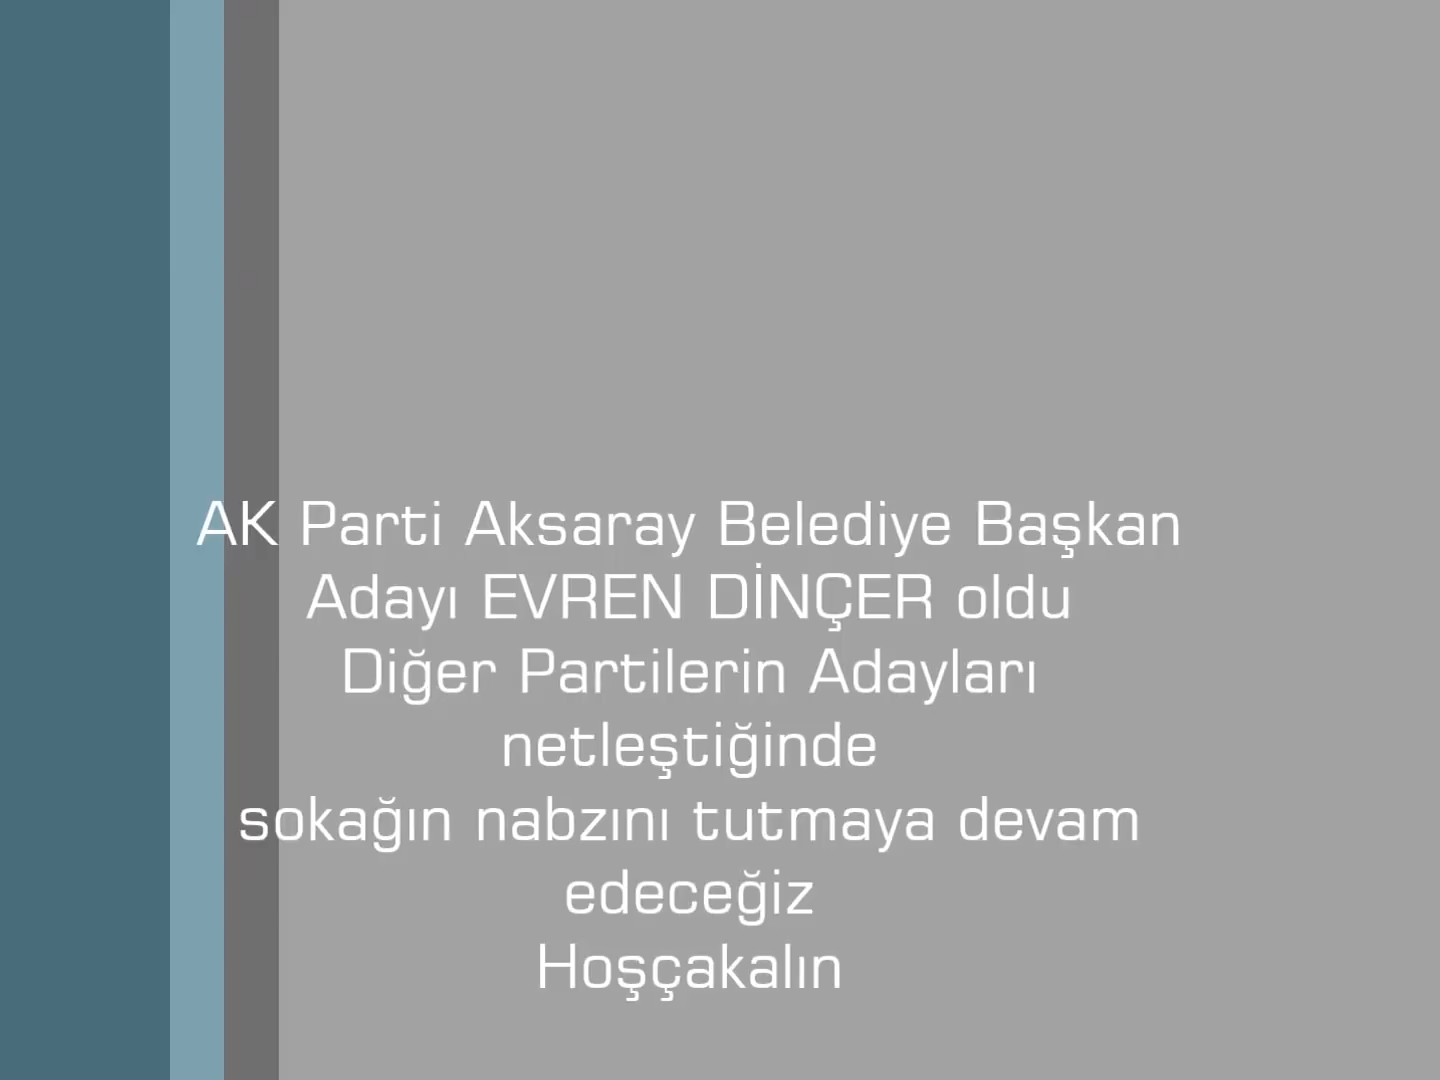 AK Parti Aksaray Belediye Başkan
Adayı EVREN DİNÇER oldu
Diğer Partilerin Adayları
netleştiğinde
sokağın nabzını tutmaya devam
edeceğiz
Hoşçakalın